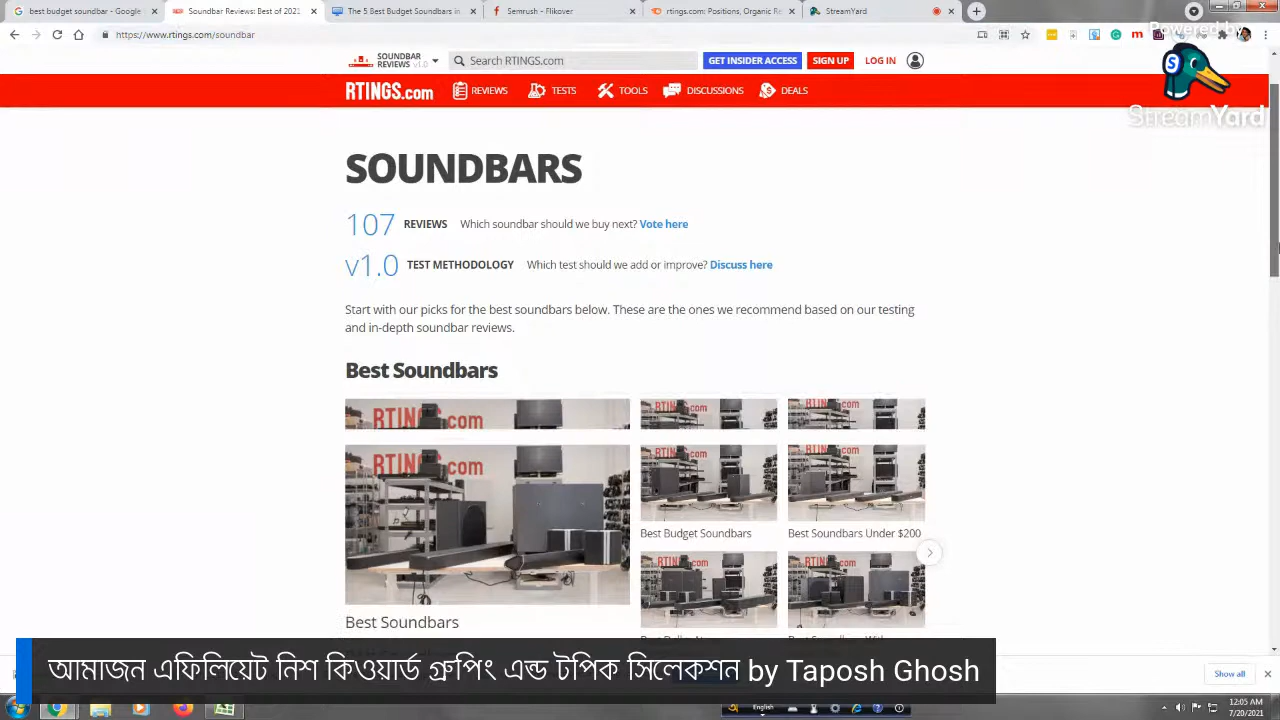 best budget soundbar - Google
Soundbar Reviews: Best of 2021
The 5 Best Budget Soundbars in
Semrush - Flikover
rtings.com: Positions, Organic Re
StreamYard
https://www.rtings.com/soundbar
Powered by
StreamYard
SOUNDBAR
REVIEWS v1.0
Search RTINGS.com
GET INSIDER ACCESS
SIGN UP
LOG IN
RTINGS.com
REVIEWS
TESTS
TOOLS
DISCUSSIONS
DEALS
SOUNDBARS
107 REVIEWS Which soundbar should we buy next? Vote here
v1.0 TEST METHODOLOGY Which test should we add or improve? Discuss here
Start with our picks for the best soundbars below. These are the ones we recommend based on our testing
and in-depth soundbar reviews.
Best Soundbars
Best Budget Soundbars
Best Soundbars Under $200
Best Soundbars
আমাজন এফিলিয়েট নিশ কিওয়ার্ড গ্রুপিং এন্ড টপিক সিলেকশন by Taposh Ghosh
Show all
English
12:05 AM
7/20/2021